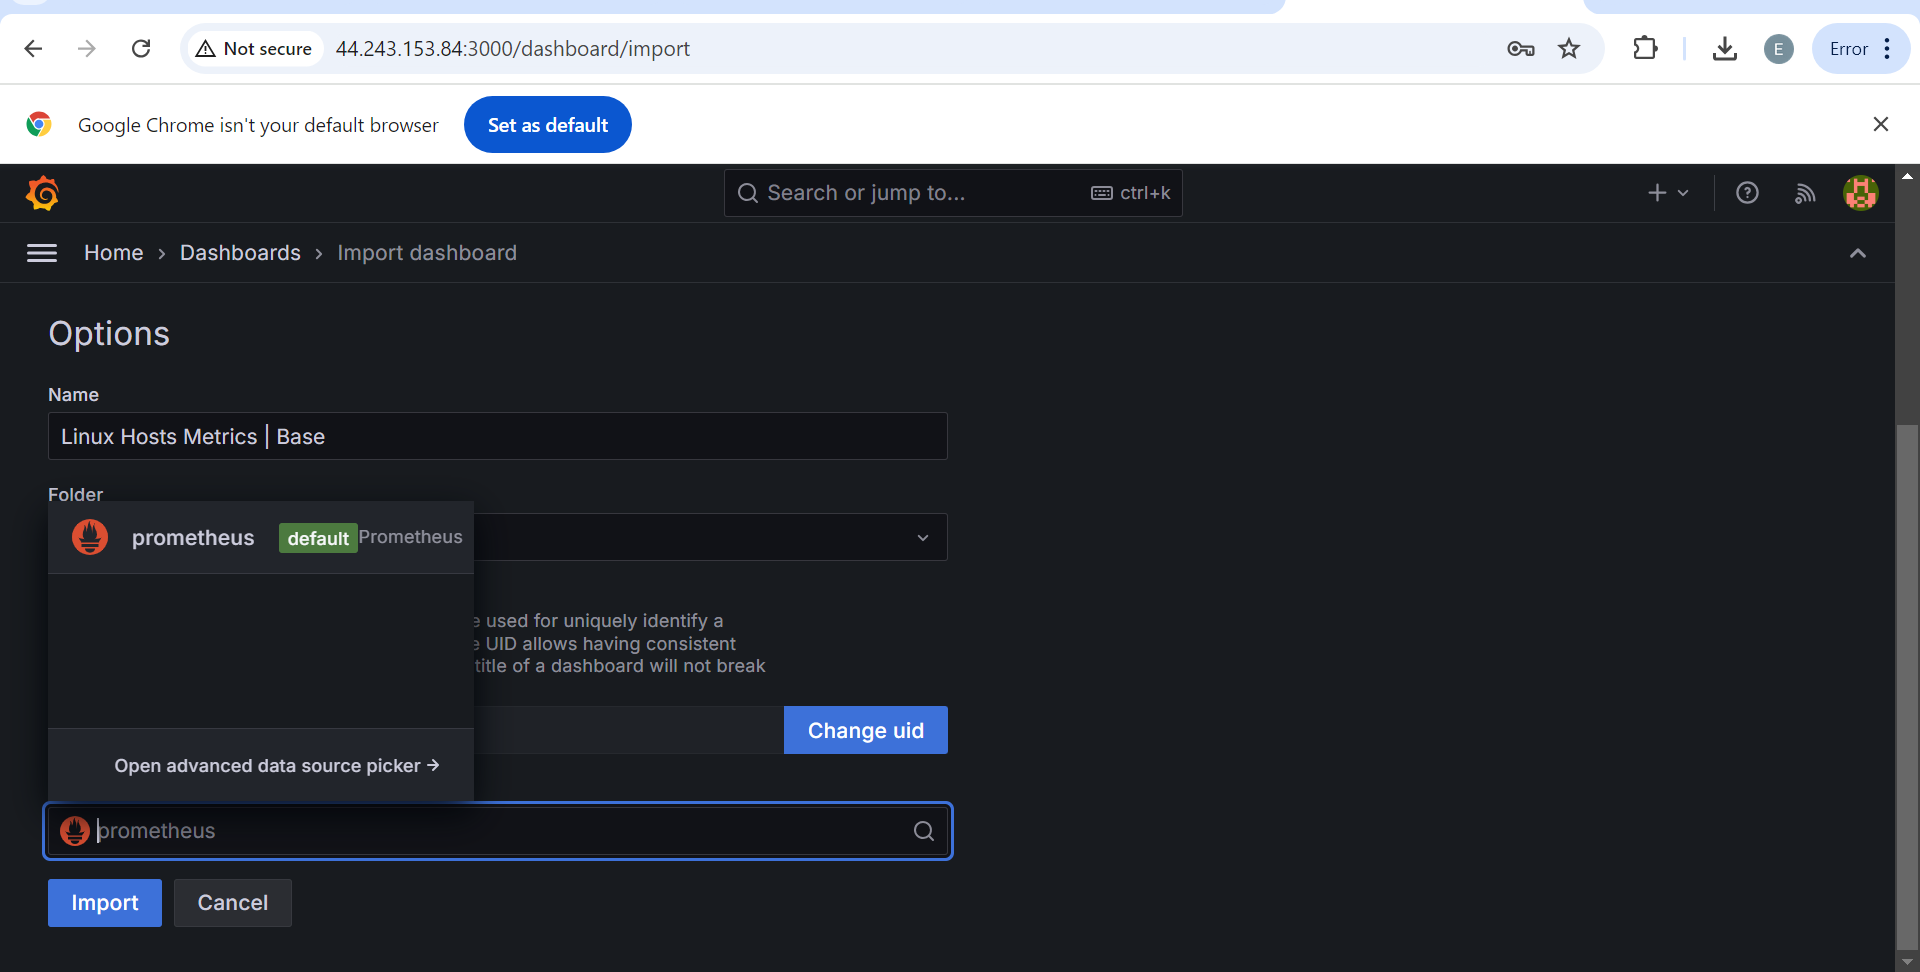 Not secure
44.243.153.84:3000/dashboard/import
E
Error
Google Chrome isn't your default browser
Set as default
Search or jump to...
ctrl+k
Home › Dashboards › Import dashboard
Options
Name
Linux Hosts Metrics | Base
Folder
prometheus
default
Prometheus
e used for uniquely identify a
e UID allows having consistent
title of a dashboard will not break
Change uid
Open advanced data source picker →
prometheus
Import
Cancel